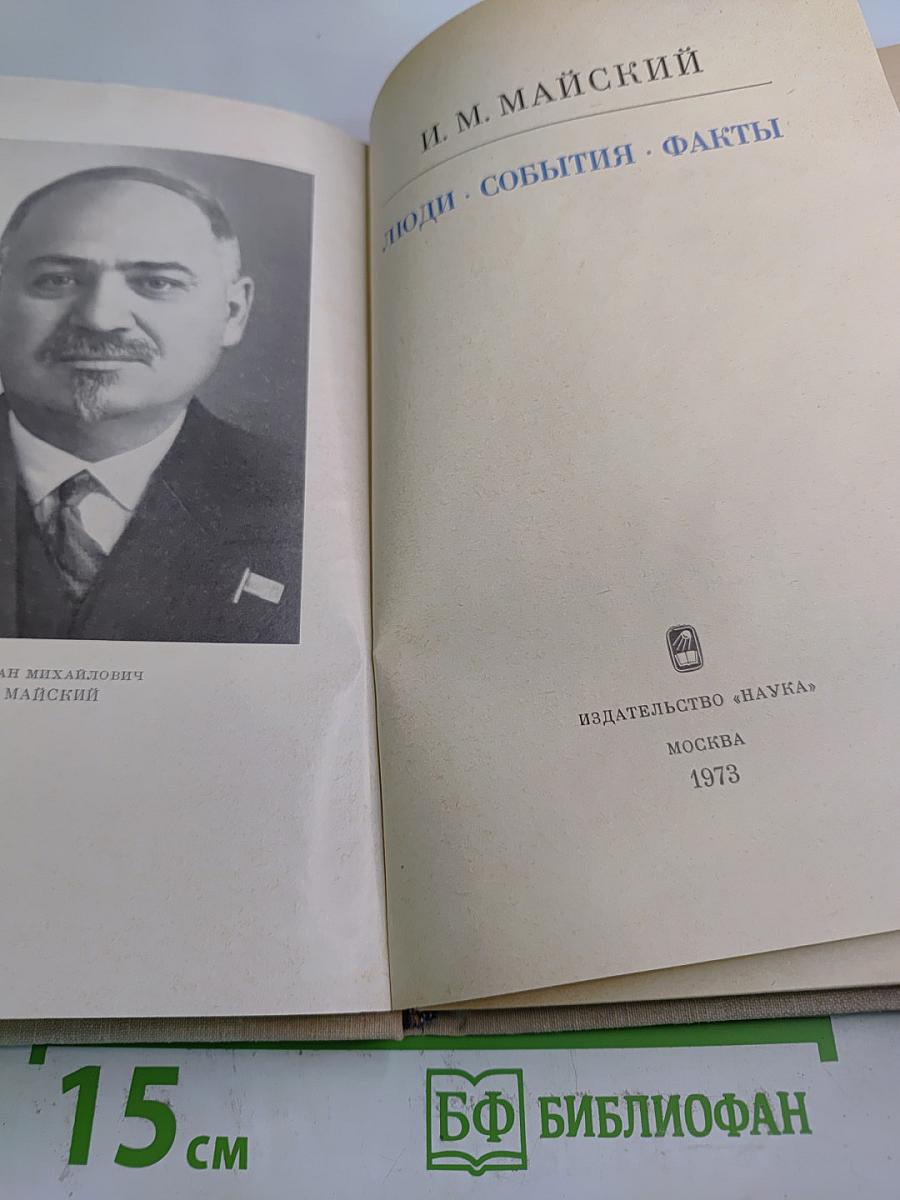 АН МИХАЙЛОВИЧ
МАЙСКИЙ
И. М. МАЙСКИЙ
ЛЮДИ · СОБЫТИЯ · ФАКТЫ
ИЗДАТЕЛЬСТВО «НАУКА»
МОСКВА
1973
15 СМ
БФ БИБЛИОФАН